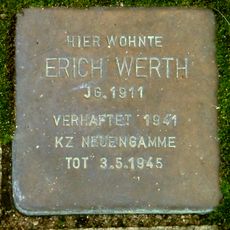 HIER WOHNTE
ERICH WERTH
JG. 1911
VERHAFTET 1941
KZ NEUENGAMME
TOT 3.5.1945